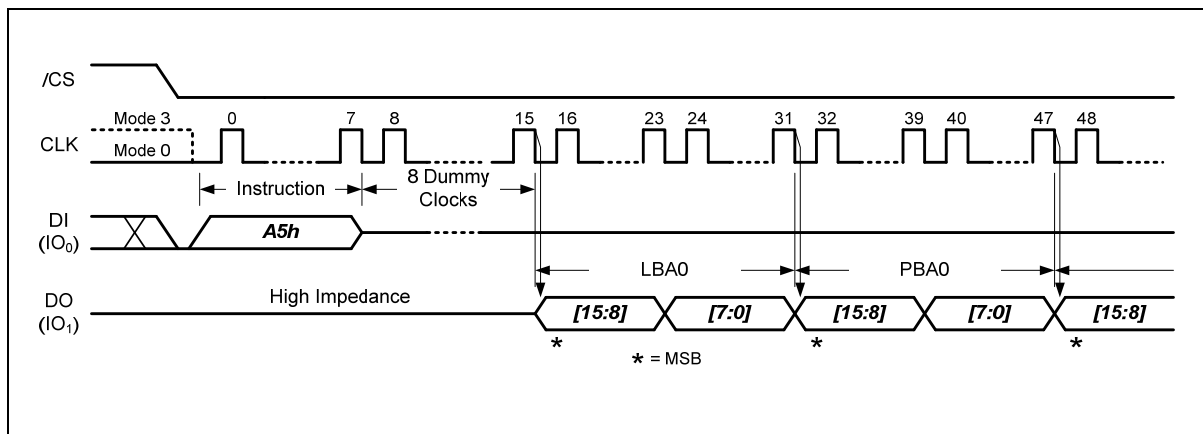 /CS
Mode 3 0 7 8 15 16 23 24 31 32 39 40 47 48
CLK
Mode 0
Instruction
8 Dummy
Clocks
DI
(IO0)
A5h
LBA0
PBA0
DO
(IO1)
High Impedance
[15:8] [7:0] [15:8] [7:0] [15:8]
* * *
* = MSB